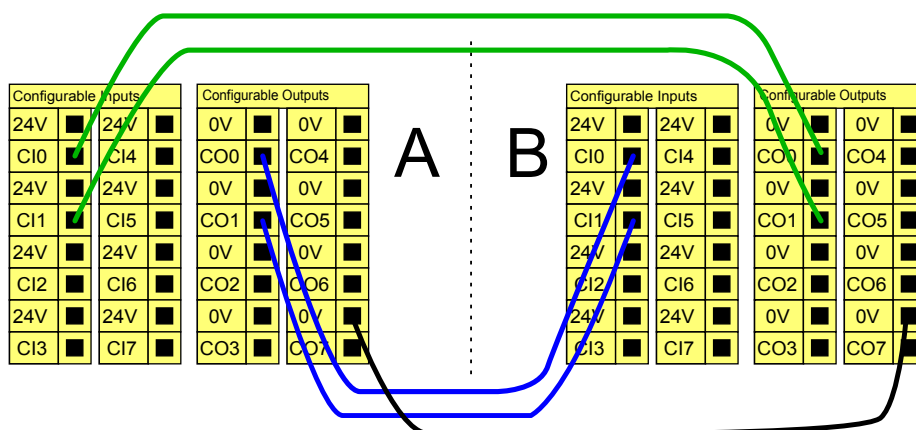 Configurable Inputs
24V 24V
CI0 CI4
24V 24V
CI1 CI5
24V 24V
CI2 CI6
24V 24V
CI3 CI7
Configurable Outputs
0V 0V
CO0 CO4
0V 0V
CO1 CO5
0V 0V
CO2 CO6
0V 0V
CO3 CO7
A
B
Configurable Inputs
24V 24V
CI0 CI4
24V 24V
CI1 CI5
24V 24V
CI2 CI6
24V 24V
CI3 CI7
Configurable Outputs
0V 0V
CO0 CO4
0V 0V
CO1 CO5
0V 0V
CO2 CO6
0V 0V
CO3 CO7